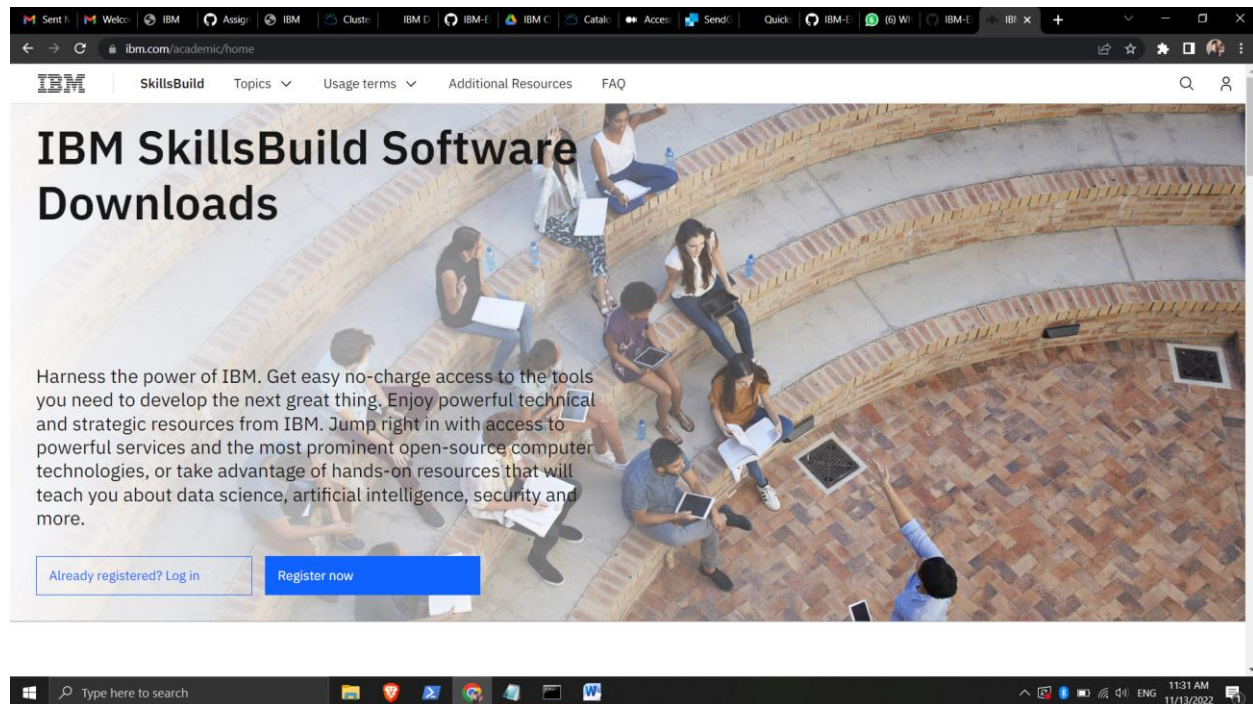 Sent
Welco
IBM
Assign
IBM
Cluste
IBM D
IBM-E
IBM C
Catalo
Access
SendG
Quick
IBM-E
(6) Wh
IBM-E
IBM
ibm.com/academic/home
IBM SkillsBuild Topics Usage terms Additional Resources FAQ
IBM SkillsBuild Software
Downloads
Harness the power of IBM. Get easy no-charge access to the tools
you need to develop the next great thing. Enjoy powerful technical
and strategic resources from IBM. Jump right in with access to
powerful services and the most prominent open-source computer
technologies, or take advantage of hands-on resources that will
teach you about data science, artificial intelligence, security and
more.
Already registered? Log in
Register now
Type here to search
ENG
11:31 AM
11/13/2022